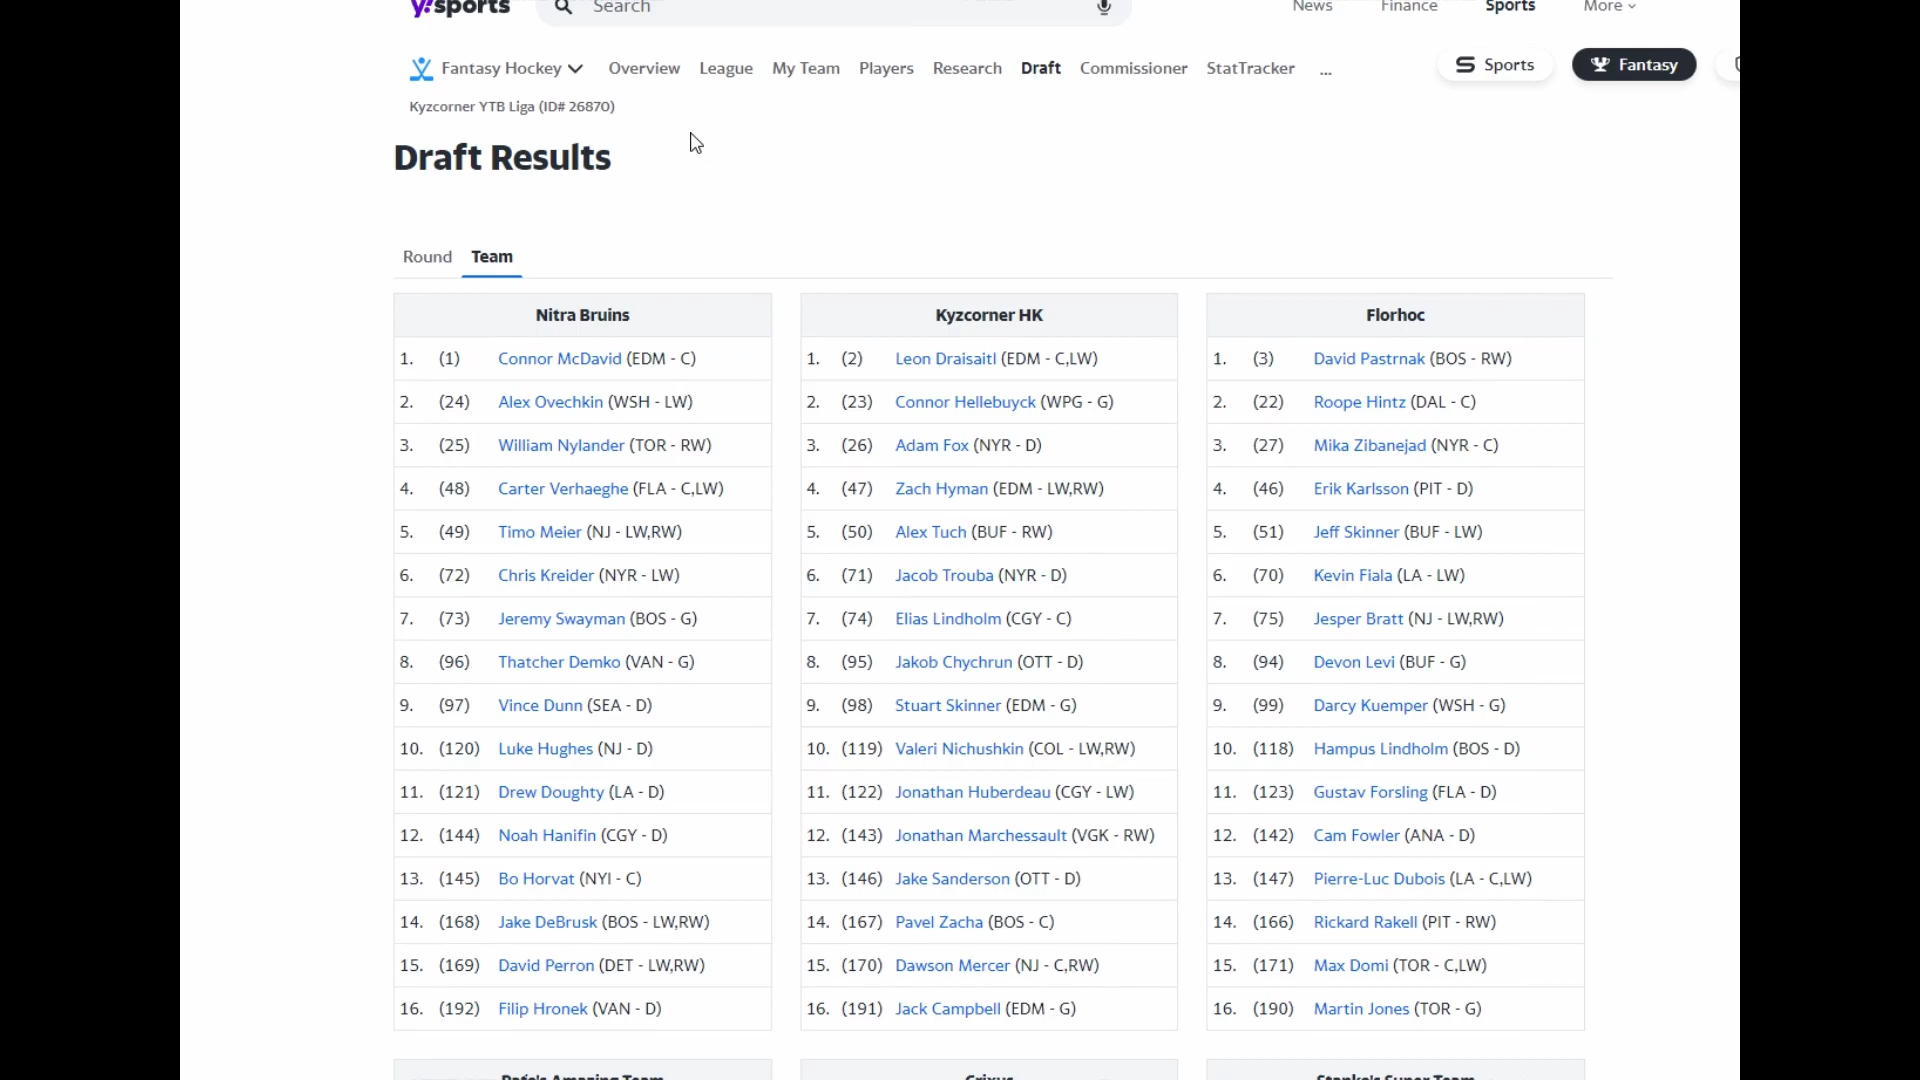 y!sports
Search
News Finance Sports More
Fantasy Hockey Overview League My Team Players Research Draft Commissioner StatTracker ... Sports Fantasy
Kyzcorner YTB Liga (ID# 26870)
Draft Results
Round Team
Nitra Bruins
1. (1) Connor McDavid (EDM - C)
2. (24) Alex Ovechkin (WSH - LW)
3. (25) William Nylander (TOR - RW)
4. (48) Carter Verhaeghe (FLA - C,LW)
5. (49) Timo Meier (NJ - LW,RW)
6. (72) Chris Kreider (NYR - LW)
7. (73) Jeremy Swayman (BOS - G)
8. (96) Thatcher Demko (VAN - G)
9. (97) Vince Dunn (SEA - D)
10. (120) Luke Hughes (NJ - D)
11. (121) Drew Doughty (LA - D)
12. (144) Noah Hanifin (CGY - D)
13. (145) Bo Horvat (NYI - C)
14. (168) Jake DeBrusk (BOS - LW,RW)
15. (169) David Perron (DET - LW,RW)
16. (192) Filip Hronek (VAN - D)
Kyzcorner HK
1. (2) Leon Draisaitl (EDM - C,LW)
2. (23) Connor Hellebuyck (WPG - G)
3. (26) Adam Fox (NYR - D)
4. (47) Zach Hyman (EDM - LW,RW)
5. (50) Alex Tuch (BUF - RW)
6. (71) Jacob Trouba (NYR - D)
7. (74) Elias Lindholm (CGY - C)
8. (95) Jakob Chychrun (OTT - D)
9. (98) Stuart Skinner (EDM - G)
10. (119) Valeri Nichushkin (COL - LW,RW)
11. (122) Jonathan Huberdeau (CGY - LW)
12. (143) Jonathan Marchessault (VGK - RW)
13. (146) Jake Sanderson (OTT - D)
14. (167) Pavel Zacha (BOS - C)
15. (170) Dawson Mercer (NJ - C,RW)
16. (191) Jack Campbell (EDM - G)
Florhoc
1. (3) David Pastrnak (BOS - RW)
2. (22) Roope Hintz (DAL - C)
3. (27) Mika Zibanejad (NYR - C)
4. (46) Erik Karlsson (PIT - D)
5. (51) Jeff Skinner (BUF - LW)
6. (70) Kevin Fiala (LA - LW)
7. (75) Jesper Bratt (NJ - LW,RW)
8. (94) Devon Levi (BUF - G)
9. (99) Darcy Kuemper (WSH - G)
10. (118) Hampus Lindholm (BOS - D)
11. (123) Gustav Forsling (FLA - D)
12. (142) Cam Fowler (ANA - D)
13. (147) Pierre-Luc Dubois (LA - C,LW)
14. (166) Rickard Rakell (PIT - RW)
15. (171) Max Domi (TOR - C,LW)
16. (190) Martin Jones (TOR - G)
Amazing Team
Crixus
Super Team